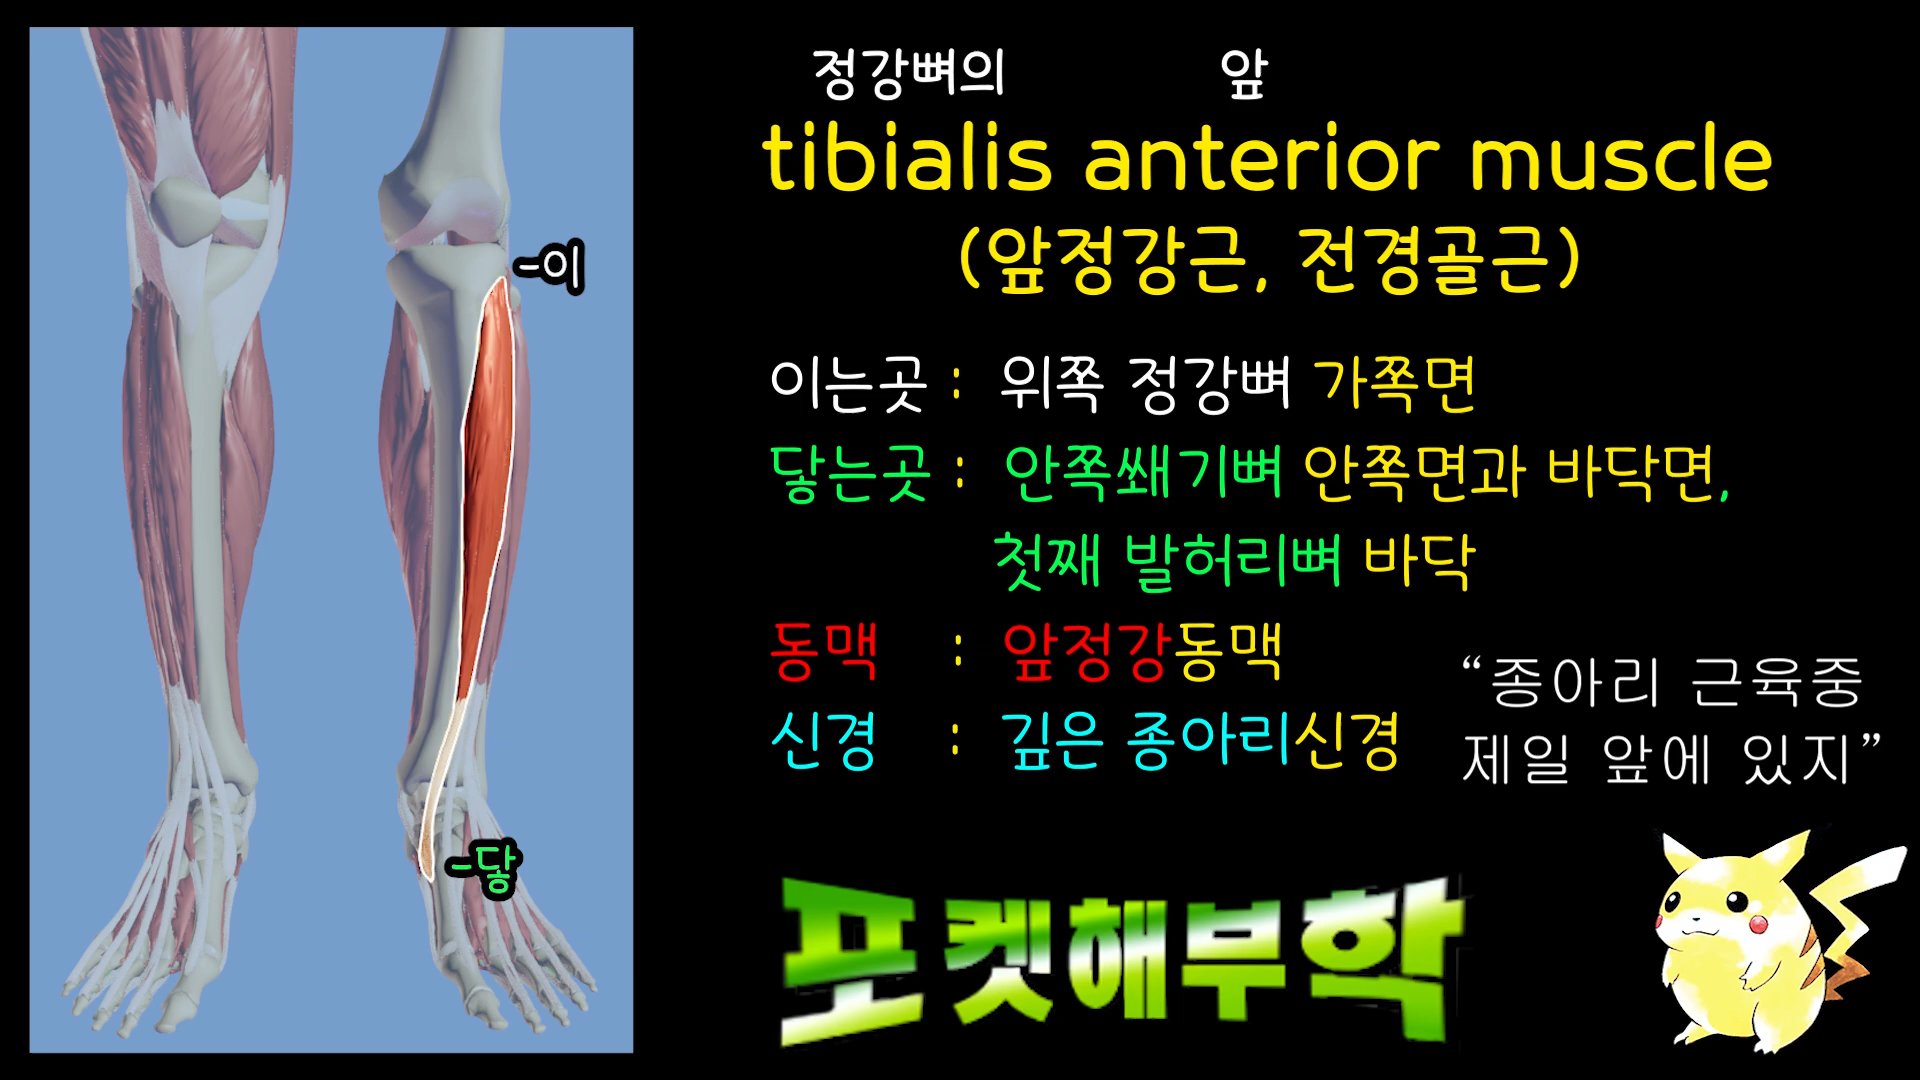 정강뼈의 앞
tibialis anterior muscle
(앞정강근, 전경골근)
-이
이는곳 : 위쪽 정강뼈 가쪽면
닿는곳 : 안쪽쐐기뼈 안쪽면과 바닥면,
첫째 발허리뼈 바닥
동맥 : 앞정강동맥
신경 : 깊은 종아리신경
“종아리 근육중
제일 앞에 있지”
-닿
포켓해부학